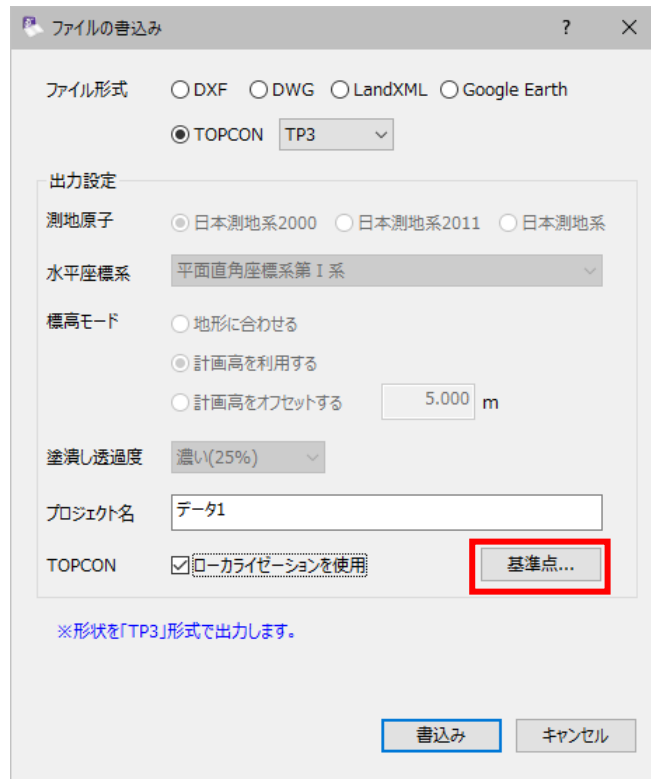 ファイルの書込み ?
ファイル形式 DXF DWG LandXML Google Earth
TOPCON TP3
出力設定
測地原子 日本測地系2000 日本測地系2011 日本測地系
水平座標系 平面直角座標系第Ⅰ系
標高モード 地形に合わせる
計画高を利用する
計画高をオフセットする 5.000 m
塗潰し透過度 濃い(25%)
プロジェクト名 データ1
TOPCON ローカライゼーションを使用 基準点...
※形状を「TP3」形式で出力します。
書込み キャンセル